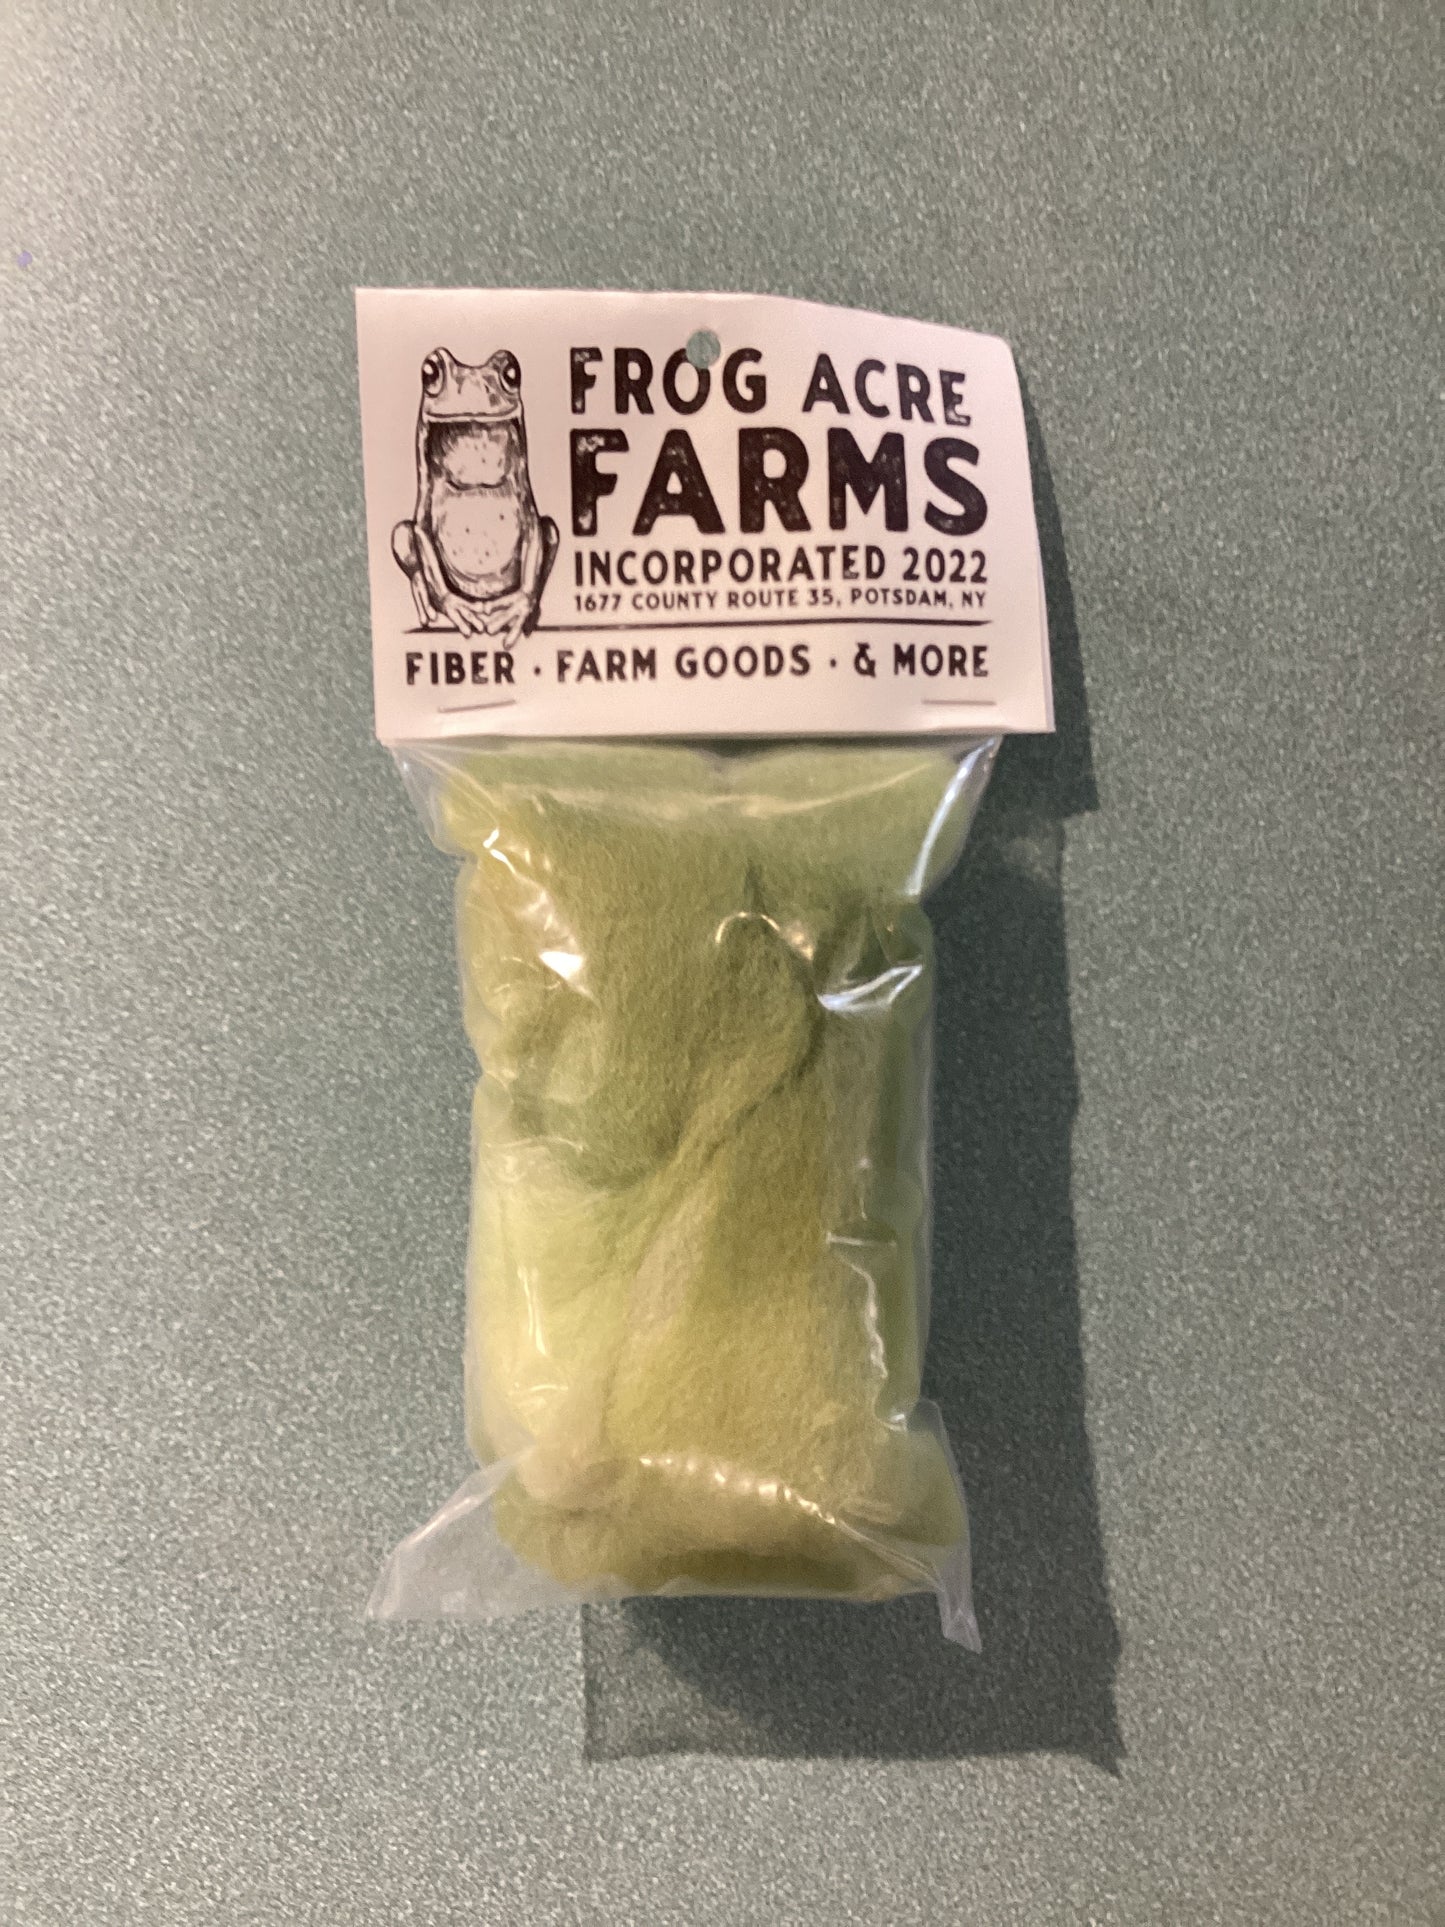 FROG ACRE
FARMS
INCORPORATED 2022
1677 COUNTY ROUTE 35, POTSDAM, NY
FIBER · FARM GOODS · & MORE